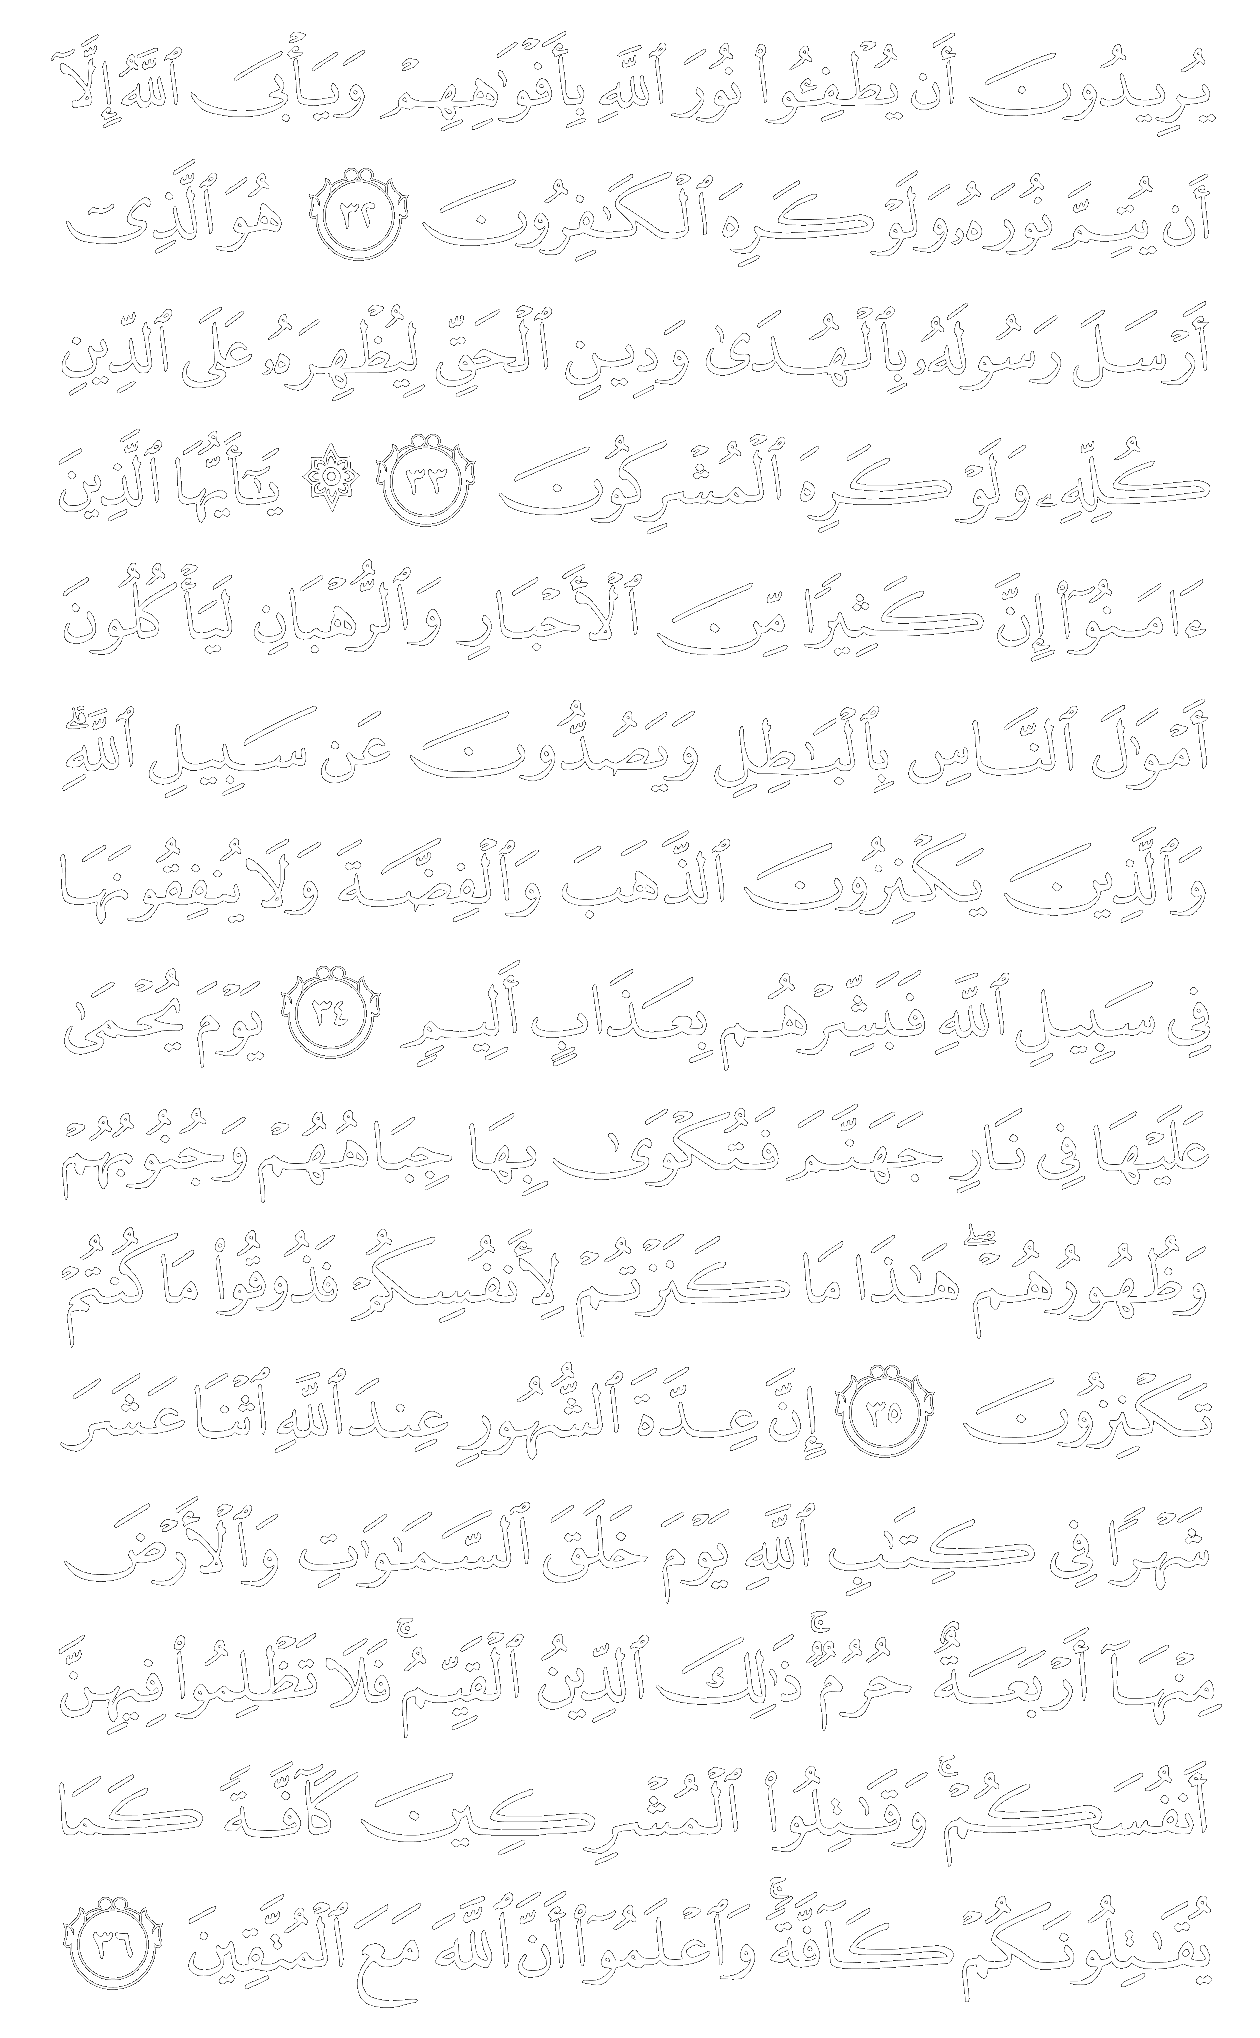 يُرِيدُونَ أَن يُطْفِـُٔوا۟ نُورَ ٱللَّهِ بِأَفْوَٰهِهِمْ وَيَأْبَى ٱللَّهُ إِلَّآ
أَن يُتِمَّ نُورَهُۥ وَلَوْ كَرِهَ ٱلْكَـٰفِرُونَ ٣٢ هُوَ ٱلَّذِىٓ
أَرْسَلَ رَسُولَهُۥ بِٱلْهُدَىٰ وَدِينِ ٱلْحَقِّ لِيُظْهِرَهُۥ عَلَى ٱلدِّينِ
كُلِّهِۦ وَلَوْ كَرِهَ ٱلْمُشْرِكُونَ ٣٣ ۞ يَـٰٓأَيُّهَا ٱلَّذِينَ
ءَامَنُوٓا۟ إِنَّ كَثِيرًا مِّنَ ٱلْأَحْبَارِ وَٱلرُّهْبَانِ لَيَأْكُلُونَ
أَمْوَٰلَ ٱلنَّاسِ بِٱلْبَـٰطِلِ وَيَصُدُّونَ عَن سَبِيلِ ٱللَّهِ ۗ
وَٱلَّذِينَ يَكْنِزُونَ ٱلذَّهَبَ وَٱلْفِضَّةَ وَلَا يُنفِقُونَهَا
فِى سَبِيلِ ٱللَّهِ فَبَشِّرْهُم بِعَذَابٍ أَلِيمٍ ٣٤ يَوْمَ يُحْمَىٰ
عَلَيْهَا فِى نَارِ جَهَنَّمَ فَتُكْوَىٰ بِهَا جِبَاهُهُمْ وَجُنُوبُهُمْ
وَظُهُورُهُمْ ۖ هَـٰذَا مَا كَنَزْتُمْ لِأَنفُسِكُمْ فَذُوقُوا۟ مَا كُنتُمْ
تَكْنِزُونَ ٣٥ إِنَّ عِدَّةَ ٱلشُّهُورِ عِندَ ٱللَّهِ ٱثْنَا عَشَرَ
شَهْرًا فِى كِتَـٰبِ ٱللَّهِ يَوْمَ خَلَقَ ٱلسَّمَـٰوَٰتِ وَٱلْأَرْضَ
مِنْهَآ أَرْبَعَةٌ حُرُمٌ ۚ ذَٰلِكَ ٱلدِّينُ ٱلْقَيِّمُ ۚ فَلَا تَظْلِمُوا۟ فِيهِنَّ
أَنفُسَكُمْ ۚ وَقَـٰتِلُوا۟ ٱلْمُشْرِكِينَ كَآفَّةً كَمَا
يُقَـٰتِلُونَكُمْ كَآفَّةً ۚ وَٱعْلَمُوٓا۟ أَنَّ ٱللَّهَ مَعَ ٱلْمُتَّقِينَ ٣٦